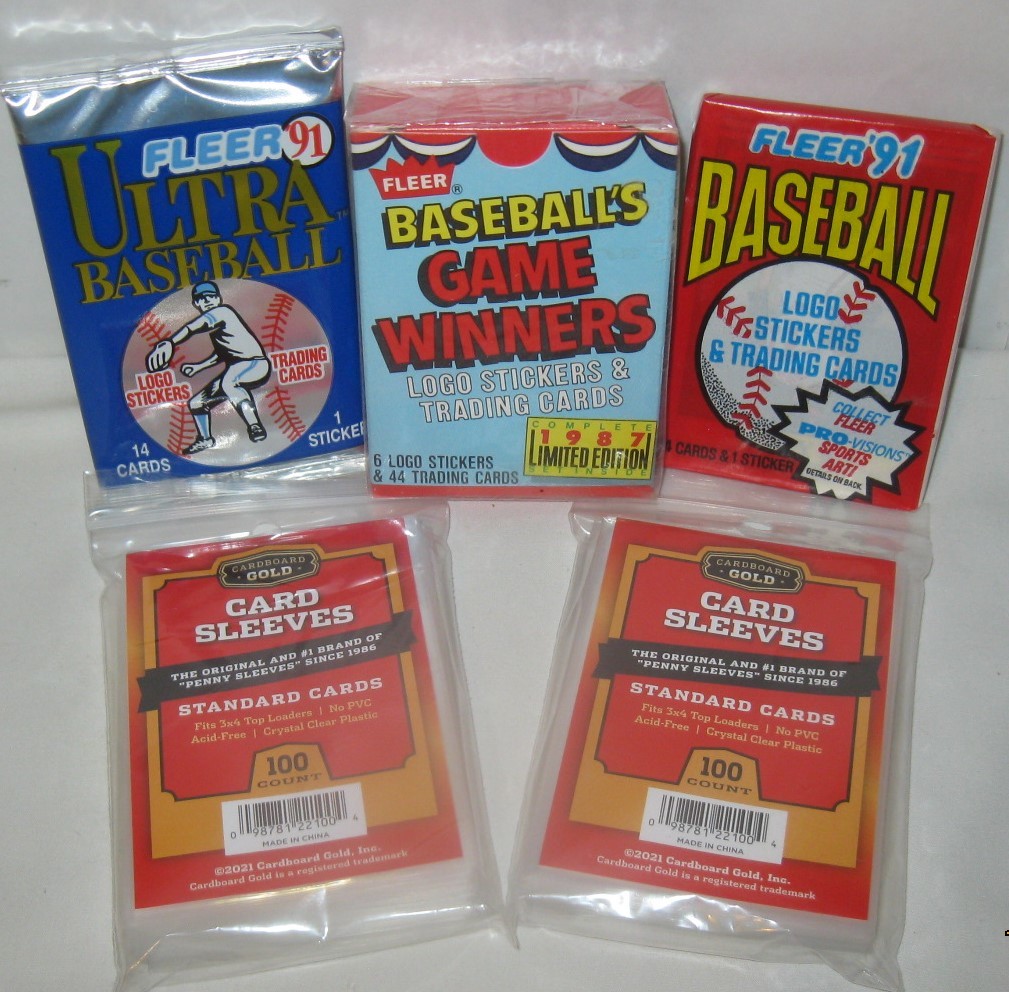 FLEER '91
ULTRA
BASEBALL
LOGO
STICKERS
TRADING
CARDS
14
CARDS
1
STICKER
FLEER ®
BASEBALL'S
GAME
WINNERS
LOGO STICKERS &
TRADING CARDS
6 LOGO STICKERS
& 44 TRADING CARDS
COMPLETE
1987
LIMITED EDITION
SET INSIDE
FLEER '91
BASEBALL
LOGO
STICKERS
& TRADING CARDS
CARDS & 1 STICKER
COLLECT
FLEER
PRO-VISIONS™
SPORTS
ART!
DETAILS ON BACK.
CARDBOARD
GOLD
CARD
SLEEVES
THE ORIGINAL AND #1 BRAND OF
"PENNY SLEEVES" SINCE 1986
STANDARD CARDS
Fits 3x4 Top Loaders | No PVC
Acid-Free | Crystal Clear Plastic
100
COUNT
0 98781 22100 4
MADE IN CHINA
©2021 Cardboard Gold, Inc.
Cardboard Gold is a registered trademark
CARDBOARD
GOLD
CARD
SLEEVES
THE ORIGINAL AND #1 BRAND OF
"PENNY SLEEVES" SINCE 1986
STANDARD CARDS
Fits 3x4 Top Loaders | No PVC
Acid-Free | Crystal Clear Plastic
100
COUNT
0 98781 22100 4
MADE IN CHINA
©2021 Cardboard Gold, Inc.
Cardboard Gold is a registered trademark